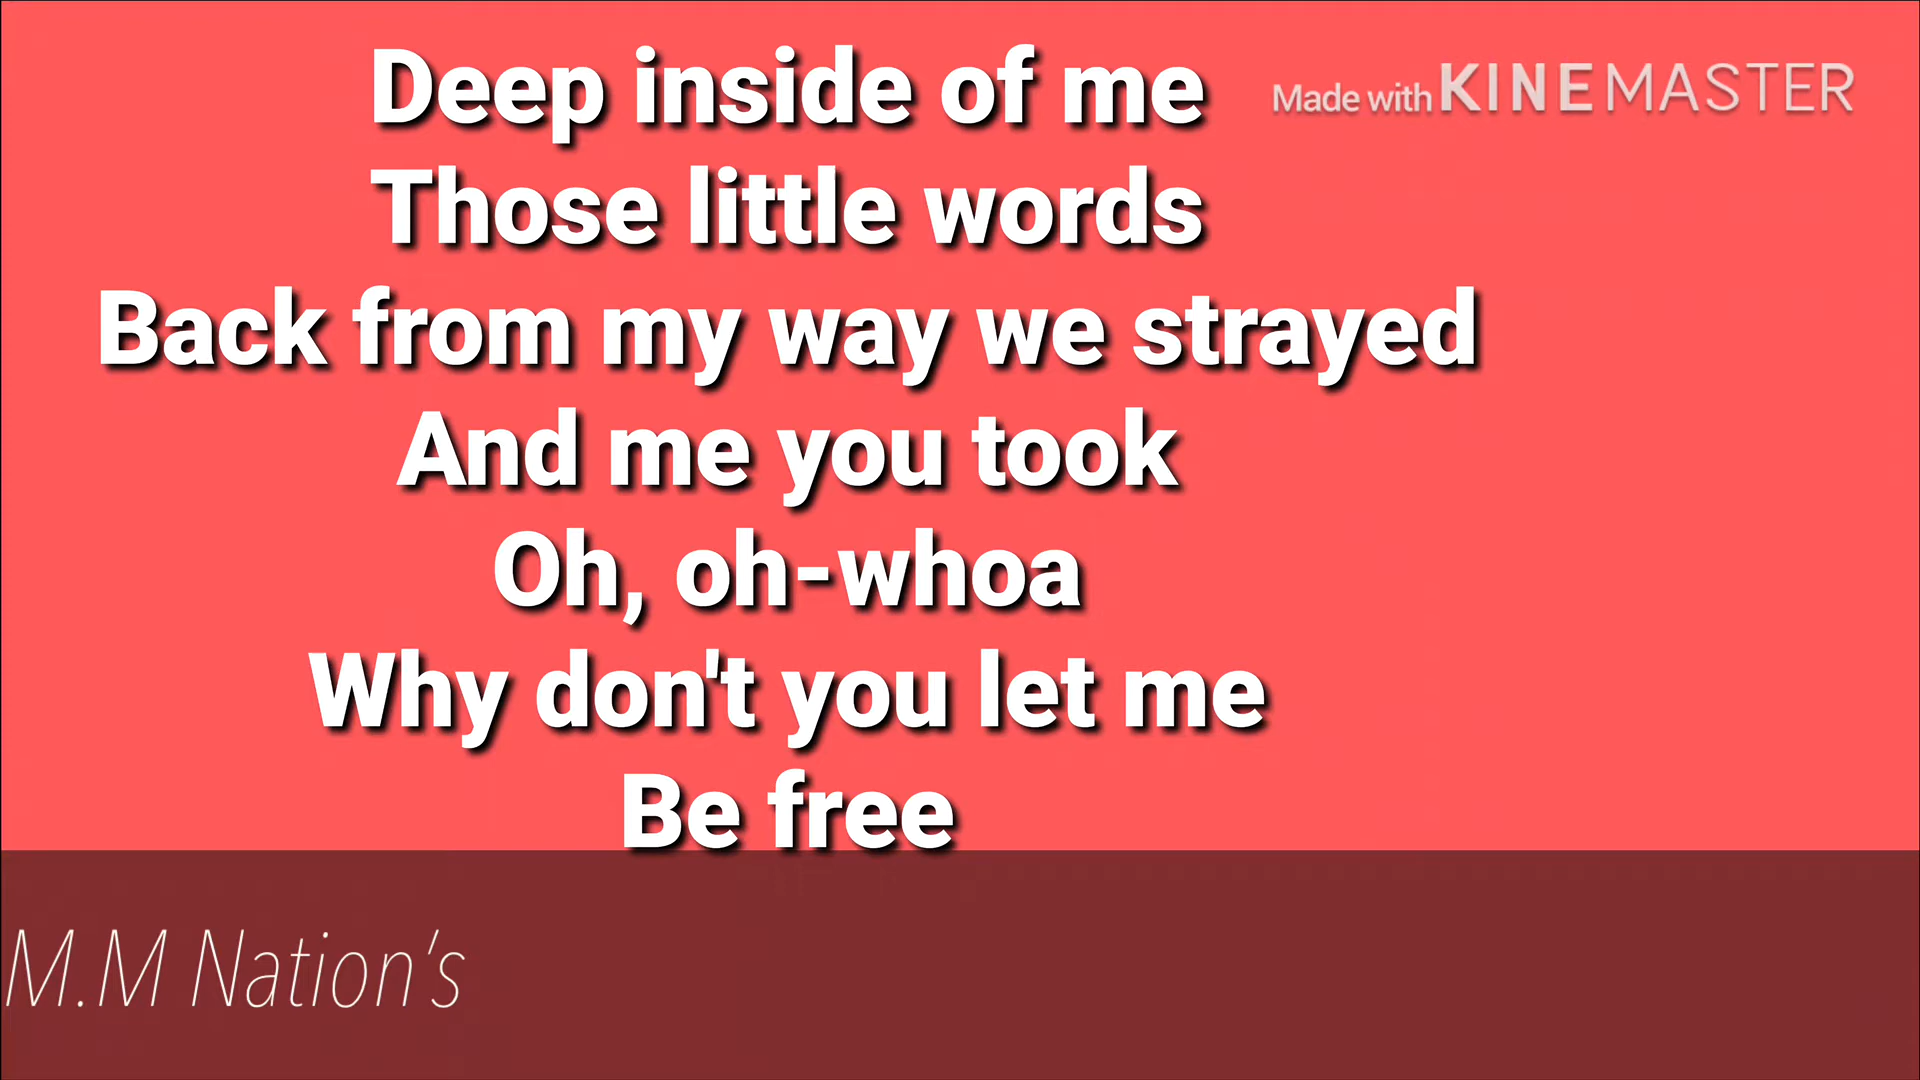 Deep inside of me
Made with KINEMASTER
Those little words
Back from my way we strayed
And me you took
Oh, oh-whoa
Why don't you let me
Be free
M.M Nation's